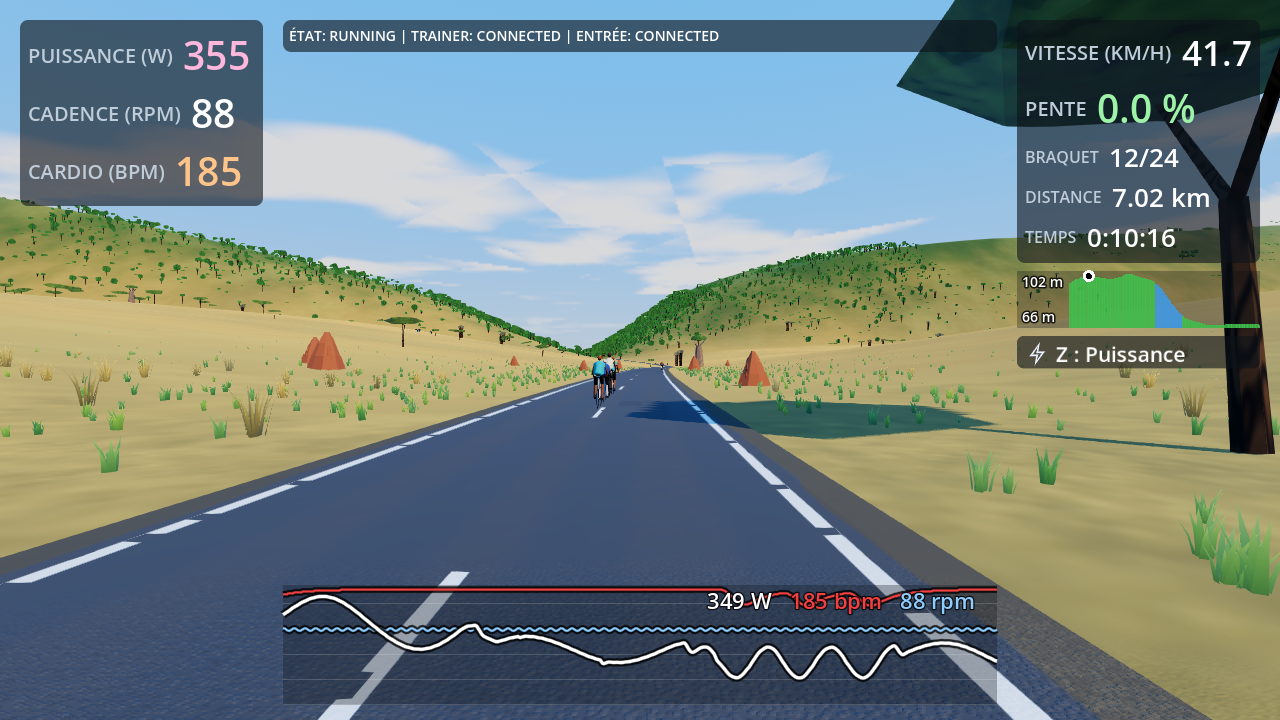 PUISSANCE (W) 355
CADENCE (RPM) 88
CARDIO (BPM) 185
ÉTAT: RUNNING | TRAINER: CONNECTED | ENTRÉE: CONNECTED
VITESSE (KM/H) 41.7
PENTE 0.0 %
BRAQUET 12/24
DISTANCE 7.02 km
TEMPS 0:10:16
102 m
66 m
Z : Puissance
349 W 185 bpm 88 rpm